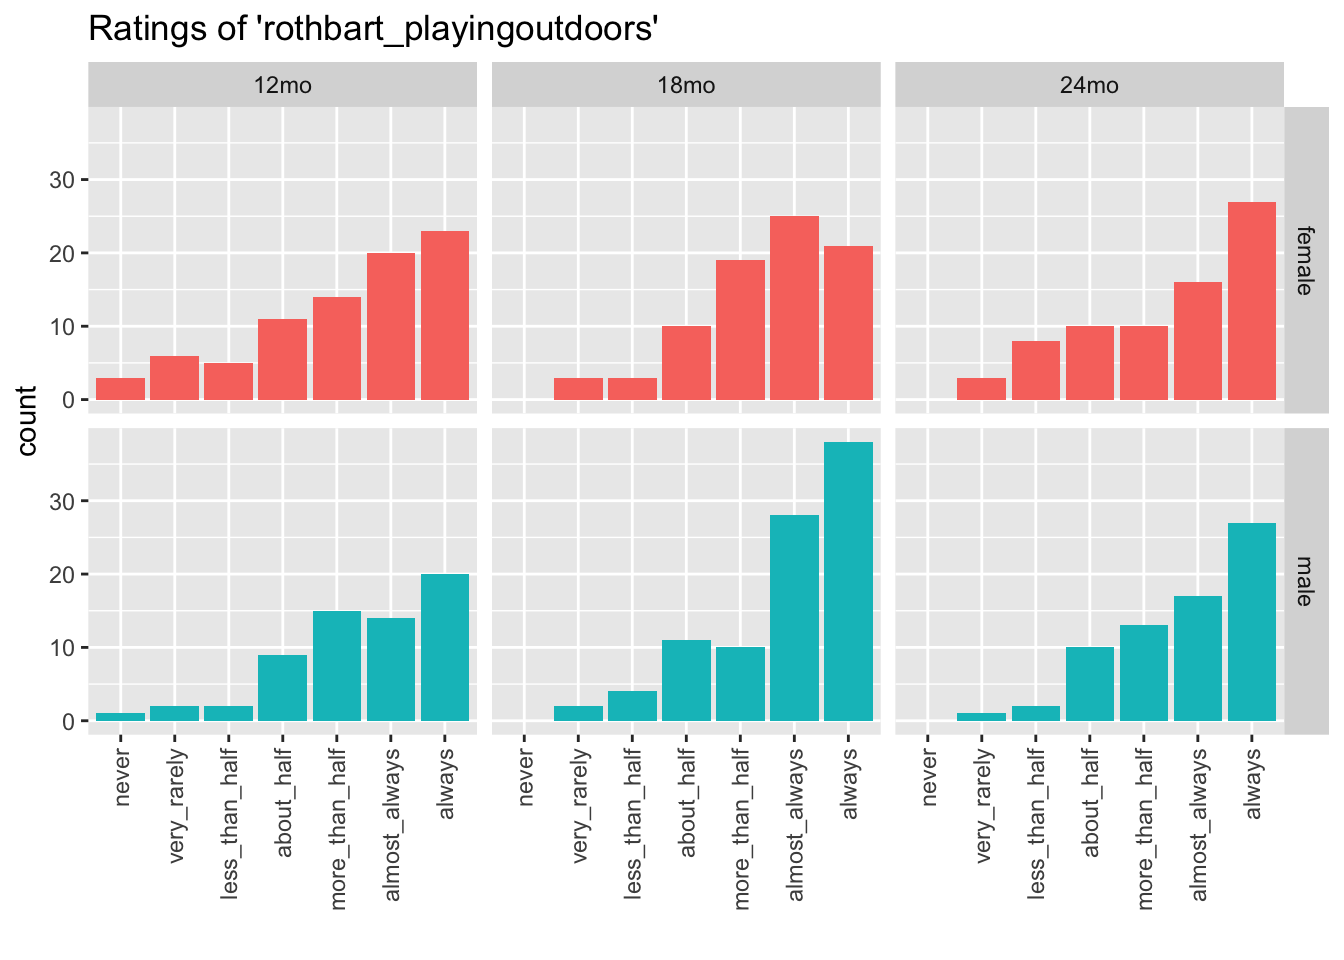 Ratings of 'rothbart_playingoutdoors'
12mo 18mo 24mo
30
20
10
0
female
count
30
20
10
0
male
never very_rarely less_than_half about_half more_than_half almost_always always never very_rarely less_than_half about_half more_than_half almost_always always never very_rarely less_than_half about_half more_than_half almost_always always